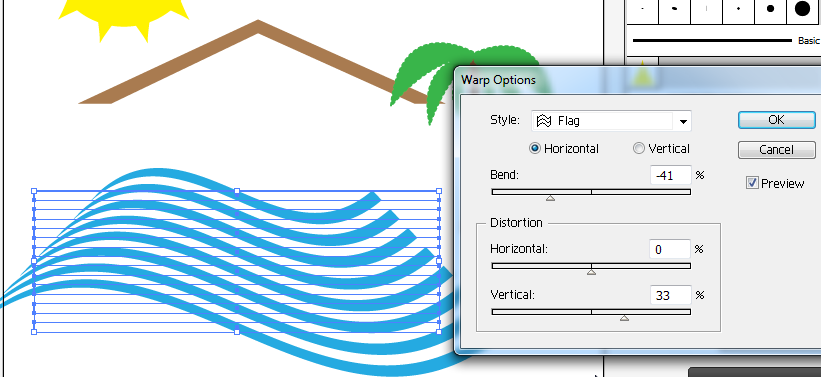 Basic
Warp Options
Style: Flag
OK
Horizontal Vertical
Cancel
Bend: -41 %
Preview
Distortion
Horizontal: 0 %
Vertical: 33 %